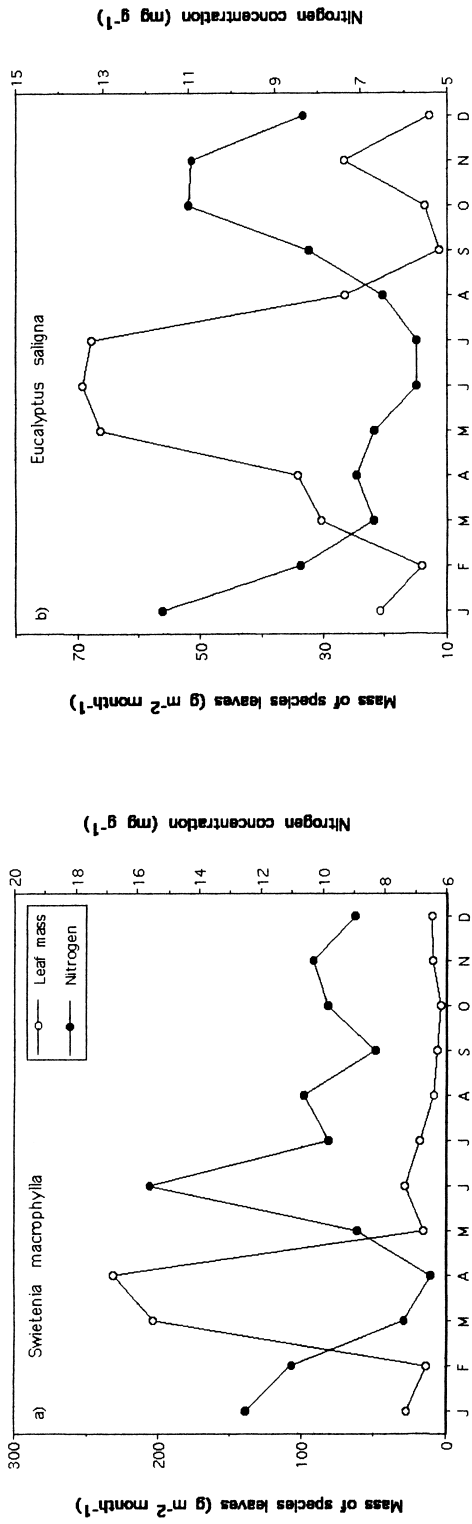 a)
Swietenia macrophylla
Leaf mass
Nitrogen
Mass of species leaves (g m⁻² month⁻¹)
300
200
100
0
Nitrogen concentration (mg g⁻¹)
20
18
16
14
12
10
8
6
J F M A M J J A S O N D
b)
Eucalyptus saligna
Mass of species leaves (g m⁻² month⁻¹)
70
50
30
10
Nitrogen concentration (mg g⁻¹)
15
13
11
9
7
5
J F M A M J J A S O N D